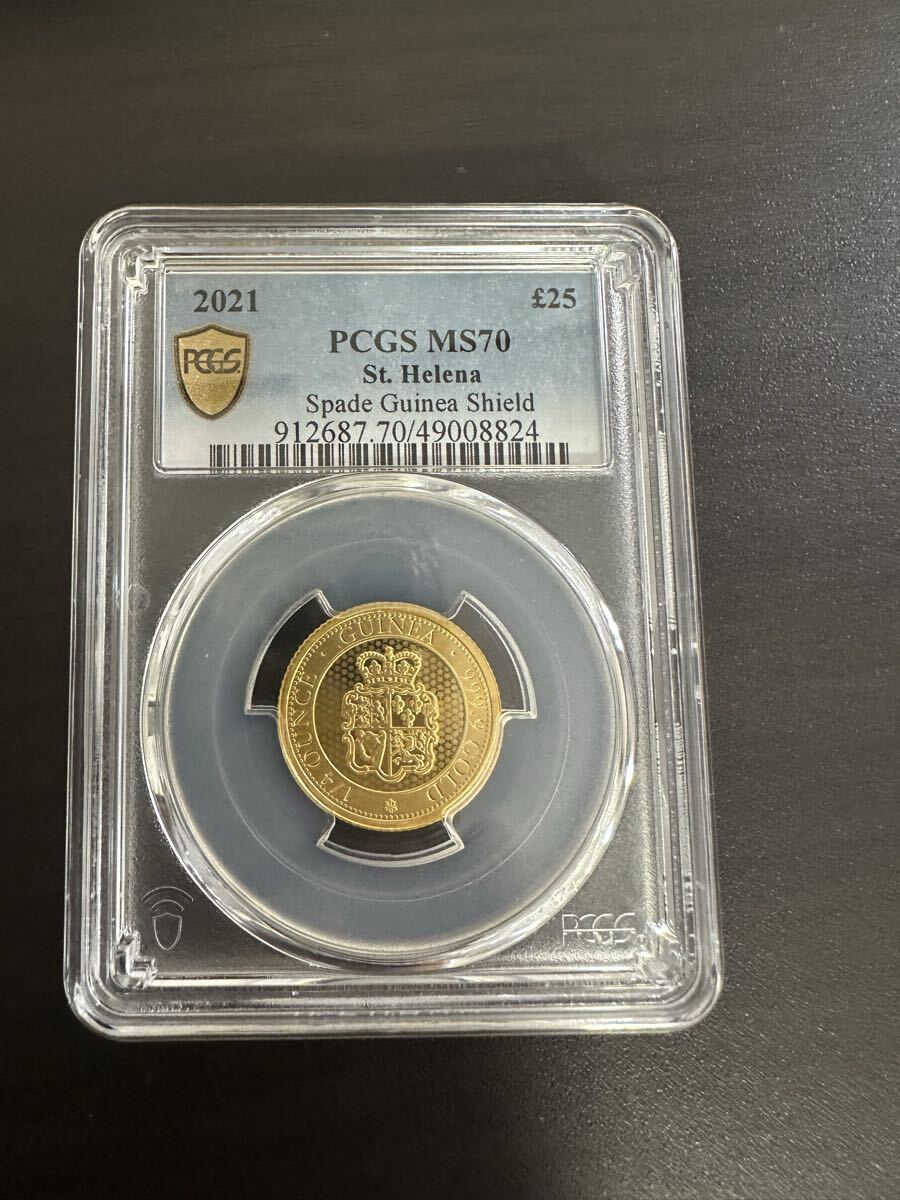 2021
£25
PCGS
PCGS MS70
St. Helena
Spade Guinea Shield
912687.70/49008824
1/4 OUNCE · GUINEA · 999.9 GOLD
PCGS